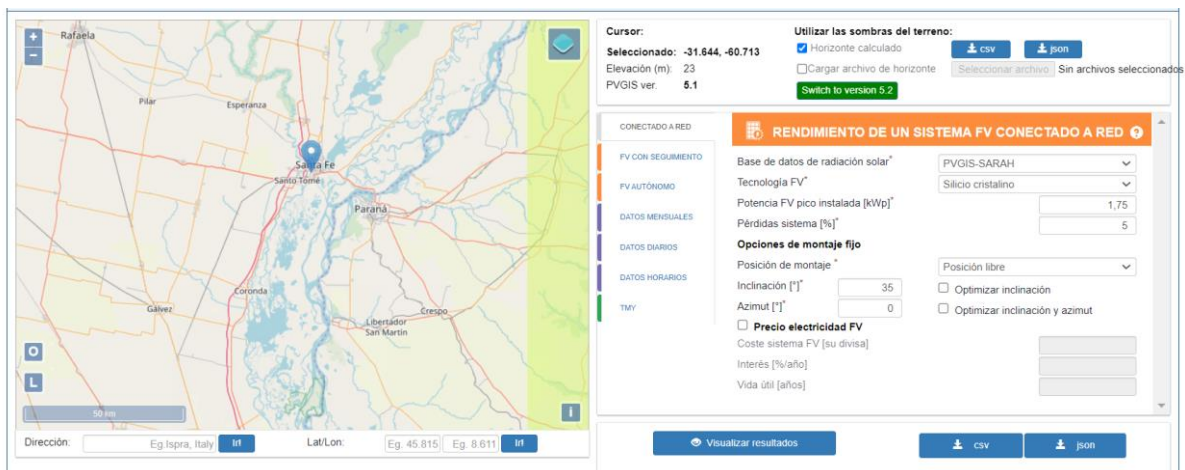 +
−
Rafaela
Pilar
Esperanza
Santa Fe
Santo Tomé
Paraná
Coronda
Gálvez
Crespo
Libertador
San Martín
O
L
50 km
i
Dirección:
Eg.Ispra, Italy
Ir!
Lat/Lon:
Eg. 45.815
Eg. 8.611
Ir!
Cursor:
Seleccionado: -31.644, -60.713
Elevación (m): 23
PVGIS ver. 5.1
Utilizar las sombras del terreno:
Horizonte calculado
csv
json
Cargar archivo de horizonte
Seleccionar archivo
Sin archivos seleccionados
Switch to version 5.2
CONECTADO A RED
FV CON SEGUIMIENTO
FV AUTÓNOMO
DATOS MENSUALES
DATOS DIARIOS
DATOS HORARIOS
TMY
RENDIMIENTO DE UN SISTEMA FV CONECTADO A RED ?
Base de datos de radiación solar* PVGIS-SARAH
Tecnología FV* Silicio cristalino
Potencia FV pico instalada [kWp]* 1,75
Pérdidas sistema [%]* 5
Opciones de montaje fijo
Posición de montaje * Posición libre
Inclinación [°]* 35 Optimizar inclinación
Azimut [°]* 0 Optimizar inclinación y azimut
Precio electricidad FV
Coste sistema FV [su divisa]
Interés [%/año]
Vida útil [años]
Visualizar resultados
csv
json